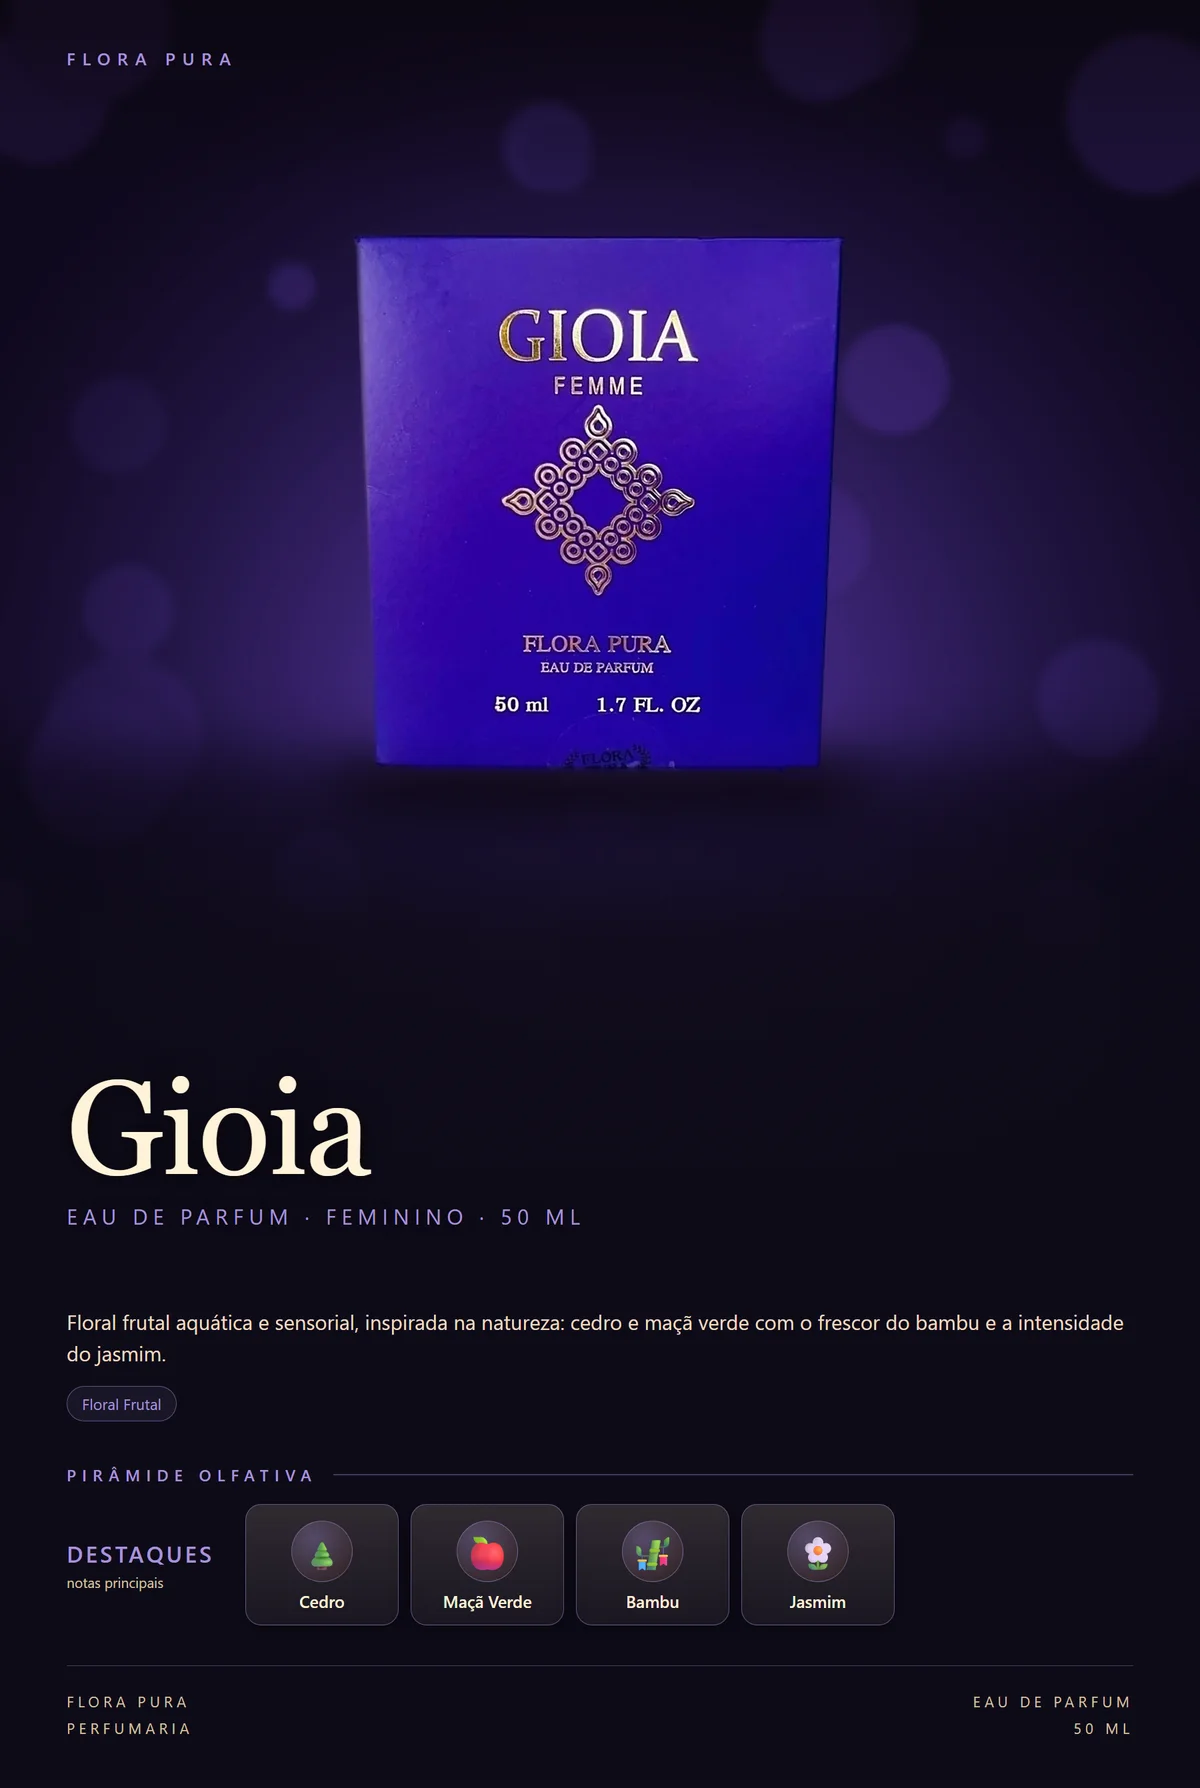 FLORA PURA
GIOIA
FEMME
FLORA PURA
EAU DE PARFUM
50 ml 1.7 FL. OZ
FLORA
Gioia
EAU DE PARFUM · FEMININO · 50 ML
Floral frutal aquática e sensorial, inspirada na natureza: cedro e maçã verde com o frescor do bambu e a intensidade
do jasmim.
Floral Frutal
PIRÂMIDE OLFATIVA
DESTAQUES
notas principais
Cedro
Maçã Verde
Bambu
Jasmim
FLORA PURA
PERFUMARIA
EAU DE PARFUM
50 ML